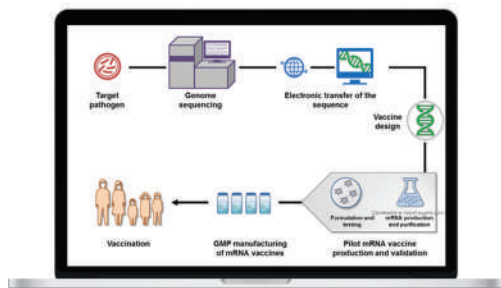 Target
pathogen
Genome
sequencing
Electronic transfer of the
sequence
Vaccine
design
Formulation and
testing
mRNA production
and purification
Vaccination
GMP manufacturing
of mRNA vaccines
Pilot mRNA vaccine
production and validation